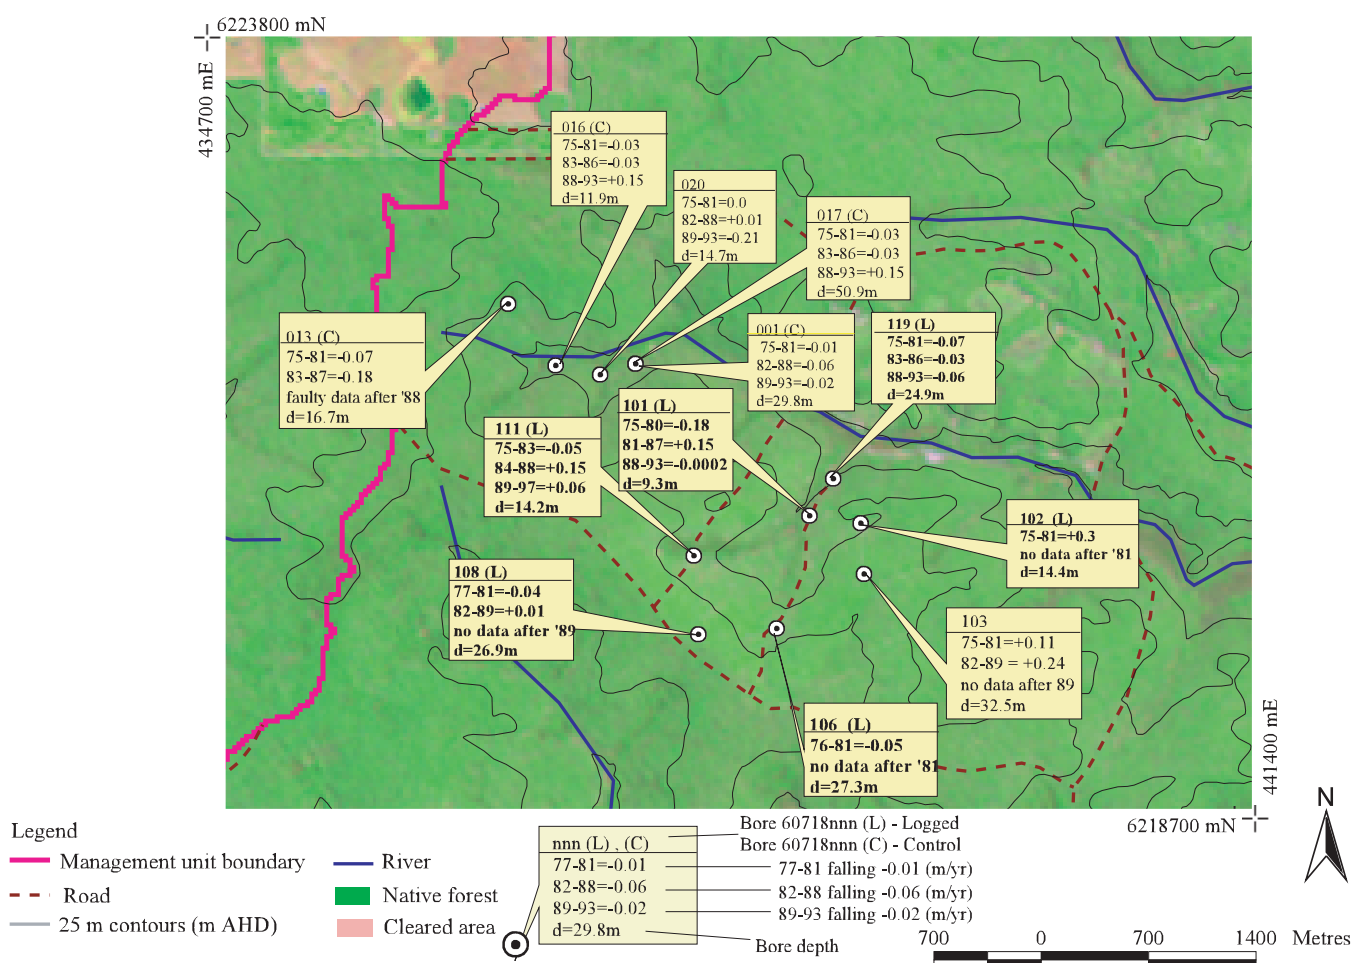 6223800 mN
434700 mE
016 (C)
75-81=-0.03
83-86=-0.03
88-93=+0.15
d=11.9m
020
75-81=0.0
82-88=+0.01
89-93=-0.21
d=14.7m
017 (C)
75-81=-0.03
83-86=-0.03
88-93=+0.15
d=50.9m
013 (C)
75-81=-0.07
83-87=-0.18
faulty data after '88
d=16.7m
001 (C)
75-81=-0.01
82-88=-0.06
89-93=-0.02
d=29.8m
119 (L)
75-81=-0.07
83-86=-0.03
88-93=-0.06
d=24.9m
101 (L)
75-80=-0.18
81-87=+0.15
88-93=-0.0002
d=9.3m
111 (L)
75-83=-0.05
84-88=+0.15
89-97=+0.06
d=14.2m
102 (L)
75-81=+0.3
no data after '81
d=14.4m
108 (L)
77-81=-0.04
82-89=+0.01
no data after '89
d=26.9m
103
75-81=+0.11
82-89 = +0.24
no data after 89
d=32.5m
106 (L)
76-81=-0.05
no data after '81
d=27.3m
441400 mE
6218700 mN
Legend
Management unit boundary
Road
25 m contours (m AHD)
River
Native forest
Cleared area
nnn (L) , (C)
77-81=-0.01
82-88=-0.06
89-93=-0.02
d=29.8m
Bore 60718nnn (L) - Logged
Bore 60718nnn (C) - Control
77-81 falling -0.01 (m/yr)
82-88 falling -0.06 (m/yr)
89-93 falling -0.02 (m/yr)
Bore depth
N
700 0 700 1400 Metres